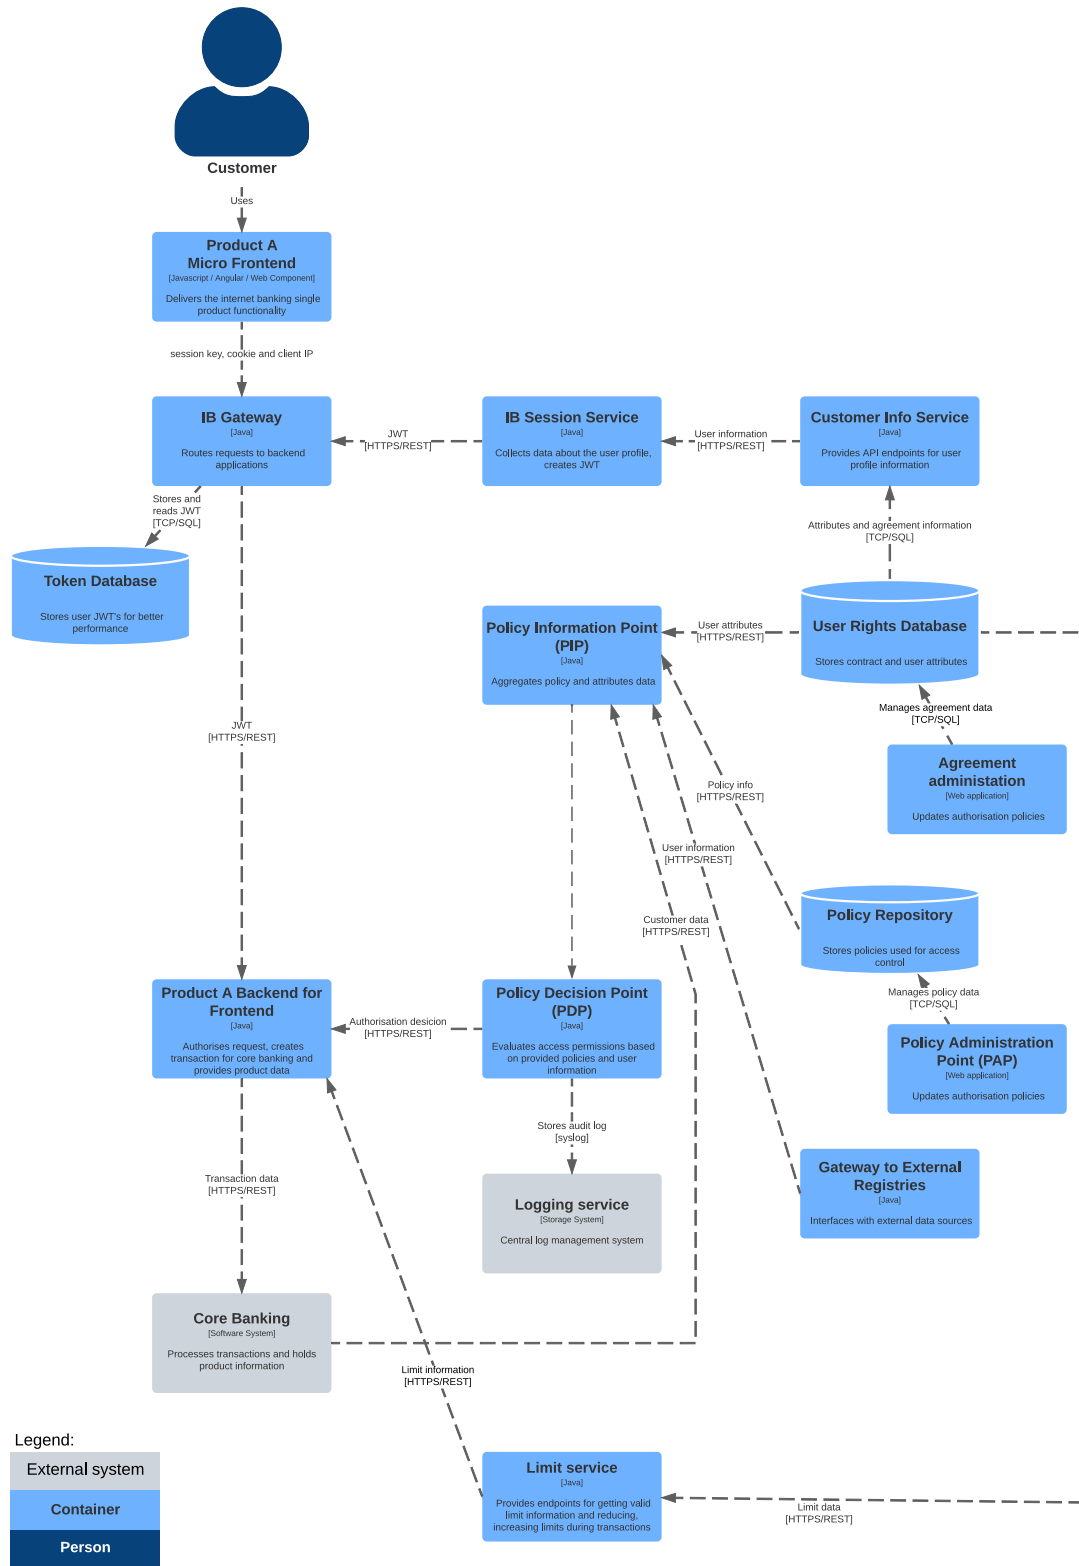 Customer
Uses
Product A
Micro Frontend
[Javascript / Angular / Web Component]
Delivers the internet banking single
product functionality
session key, cookie and client IP
IB Gateway
[Java]
Routes requests to backend
applications
JWT
[HTTPS/REST]
IB Session Service
[Java]
Collects data about the user profile,
creates JWT
User information
[HTTPS/REST]
Customer Info Service
[Java]
Provides API endpoints for user
profile information
Stores and
reads JWT
[TCP/SQL]
Attributes and agreement information
[TCP/SQL]
Token Database
Stores user JWT's for better
performance
Policy Information Point
(PIP)
[Java]
Aggregates policy and attributes data
User attributes
[HTTPS/REST]
User Rights Database
Stores contract and user attributes
JWT
[HTTPS/REST]
Manages agreement data
[TCP/SQL]
Agreement
administation
[Web application]
Updates authorisation policies
Policy info
[HTTPS/REST]
User information
[HTTPS/REST]
Customer data
[HTTPS/REST]
Policy Repository
Stores policies used for access
control
Manages policy data
[TCP/SQL]
Product A Backend for
Frontend
[Java]
Authorises request, creates
transaction for core banking and
provides product data
Authorisation desicion
[HTTPS/REST]
Policy Decision Point
(PDP)
[Java]
Evaluates access permissions based
on provided policies and user
information
Policy Administration
Point (PAP)
[Web application]
Updates authorisation policies
Stores audit log
[syslog]
Transaction data
[HTTPS/REST]
Logging service
[Storage System]
Central log management system
Gateway to External
Registries
[Java]
Interfaces with external data sources
Core Banking
[Software System]
Processes transactions and holds
product information
Limit information
[HTTPS/REST]
Legend:
External system
Container
Person
Limit service
[Java]
Provides endpoints for getting valid
limit information and reducing,
increasing limits during transactions
Limit data
[HTTPS/REST]